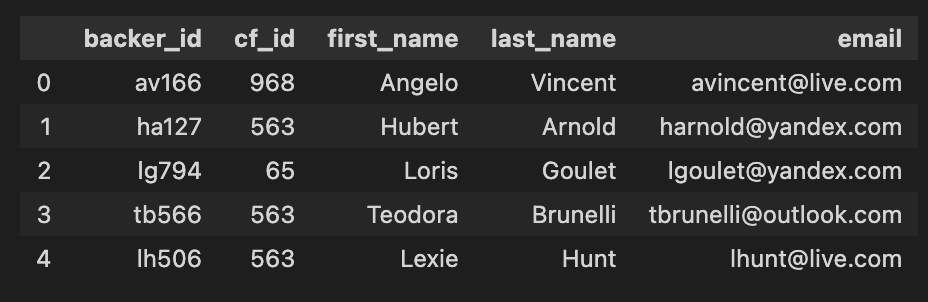 backer_id cf_id first_name last_name email
0 av166 968 Angelo Vincent avincent@live.com
1 ha127 563 Hubert Arnold harnold@yandex.com
2 lg794 65 Loris Goulet lgoulet@yandex.com
3 tb566 563 Teodora Brunelli tbrunelli@outlook.com
4 lh506 563 Lexie Hunt lhunt@live.com